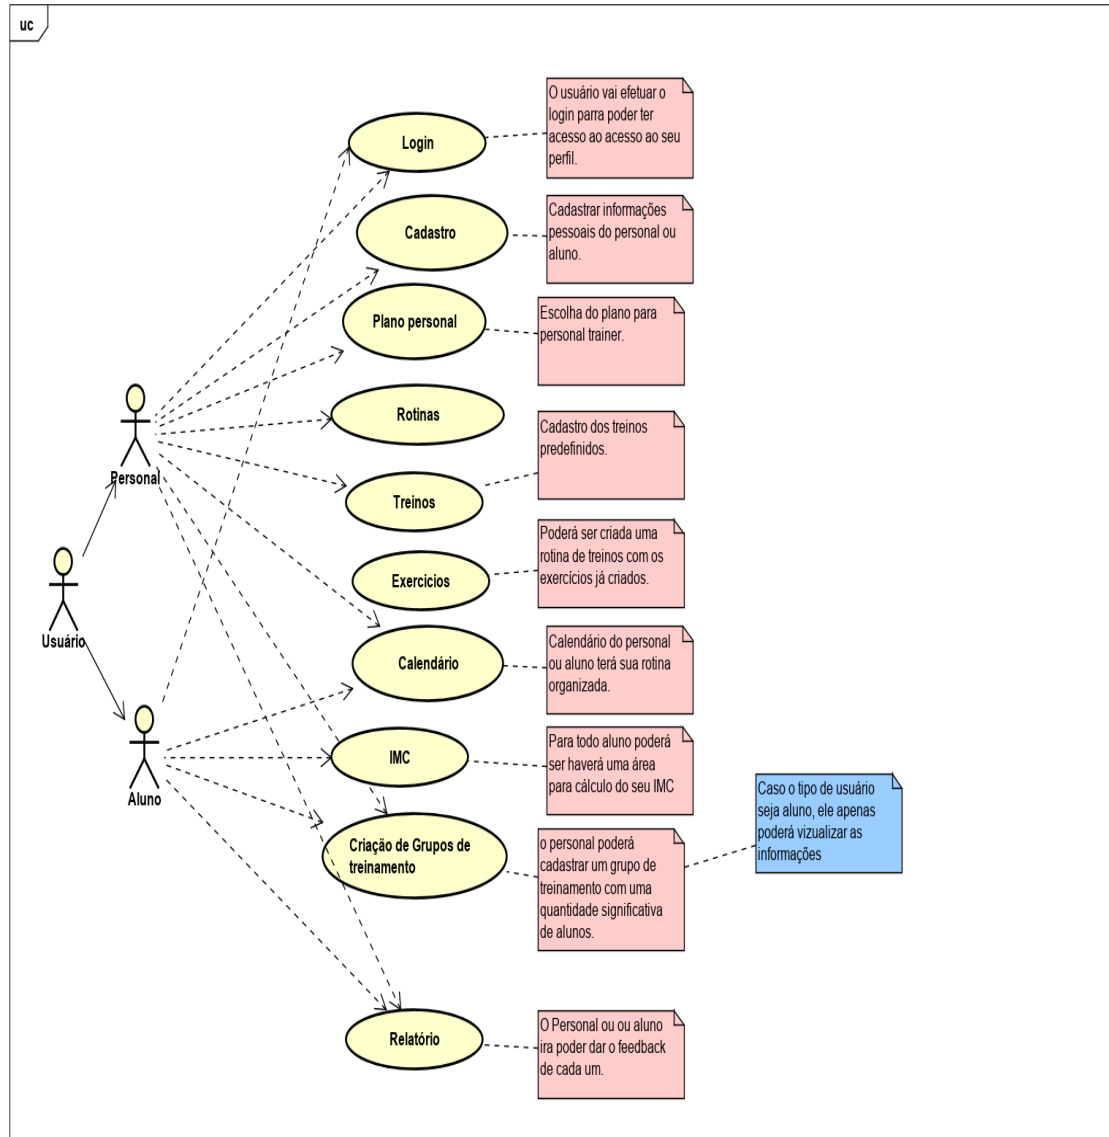 uc
O usuário vai efetuar o
login parra poder ter
acesso ao acesso ao seu
perfil.
Login
Cadastrar informações
pessoais do personal ou
aluno.
Cadastro
Plano personal
Escolha do plano para
personal trainer.
Rotinas
Cadastro dos treinos
predefinidos.
Personal
Treinos
Poderá ser criada uma
rotina de treinos com os
exercícios já criados.
Exercicios
Usuário
Calendário
Calendário do personal
ou aluno terá sua rotina
organizada.
IMC
Para todo aluno poderá
ser haverá uma área
para cálculo do seu IMC
Aluno
Caso o tipo de usuário
seja aluno, ele apenas
poderá vizualizar as
informações
Criação de Grupos de
treinamento
o personal poderá
cadastrar um grupo de
treinamento com uma
quantidade significativa
de alunos.
Relatório
O Personal ou ou aluno
ira poder dar o feedback
de cada um.